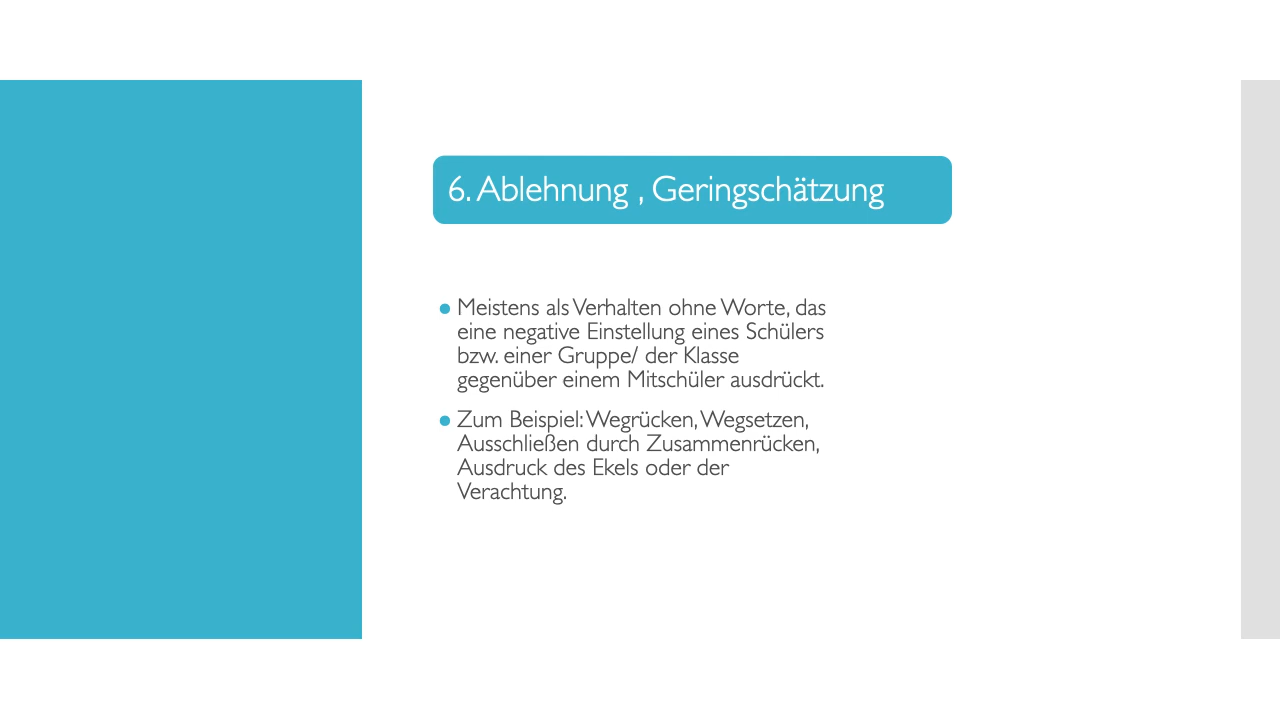 6. Ablehnung , Geringschätzung
● Meistens als Verhalten ohne Worte, das
eine negative Einstellung eines Schülers
bzw. einer Gruppe/ der Klasse
gegenüber einem Mitschüler ausdrückt.
● Zum Beispiel: Wegrücken, Wegsetzen,
Ausschließen durch Zusammenrücken,
Ausdruck des Ekels oder der
Verachtung.